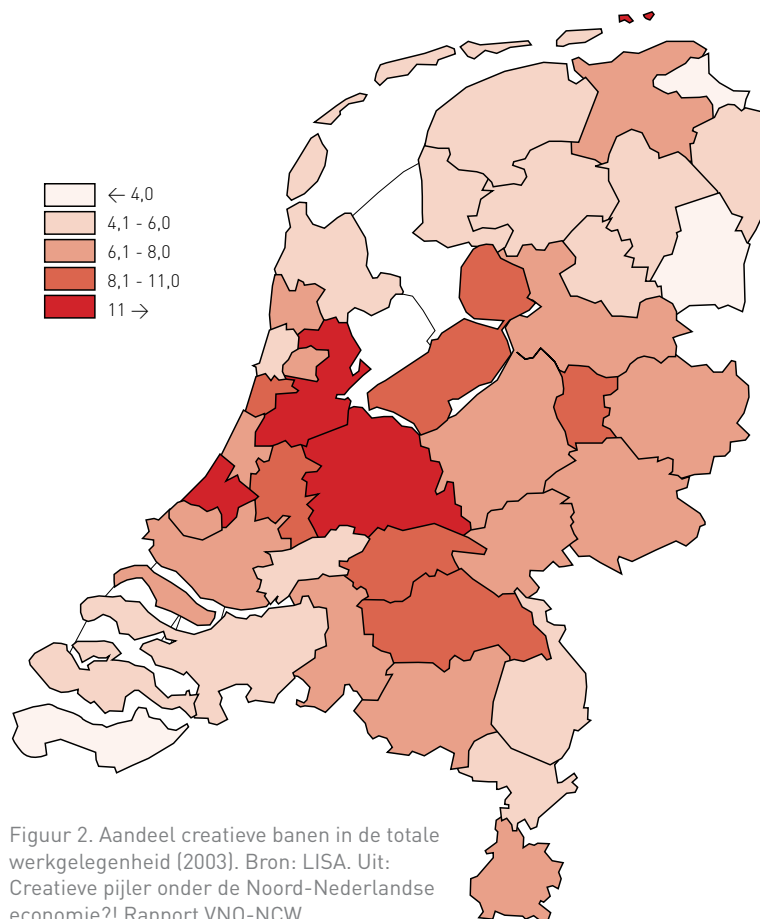 ← 4,0
4,1 - 6,0
6,1 - 8,0
8,1 - 11,0
11 →
Figuur 2. Aandeel creatieve banen in de totale
werkgelegenheid (2003). Bron: LISA. Uit:
Creatieve pijler onder de Noord-Nederlandse
economie?! Rapport VNO-NCW